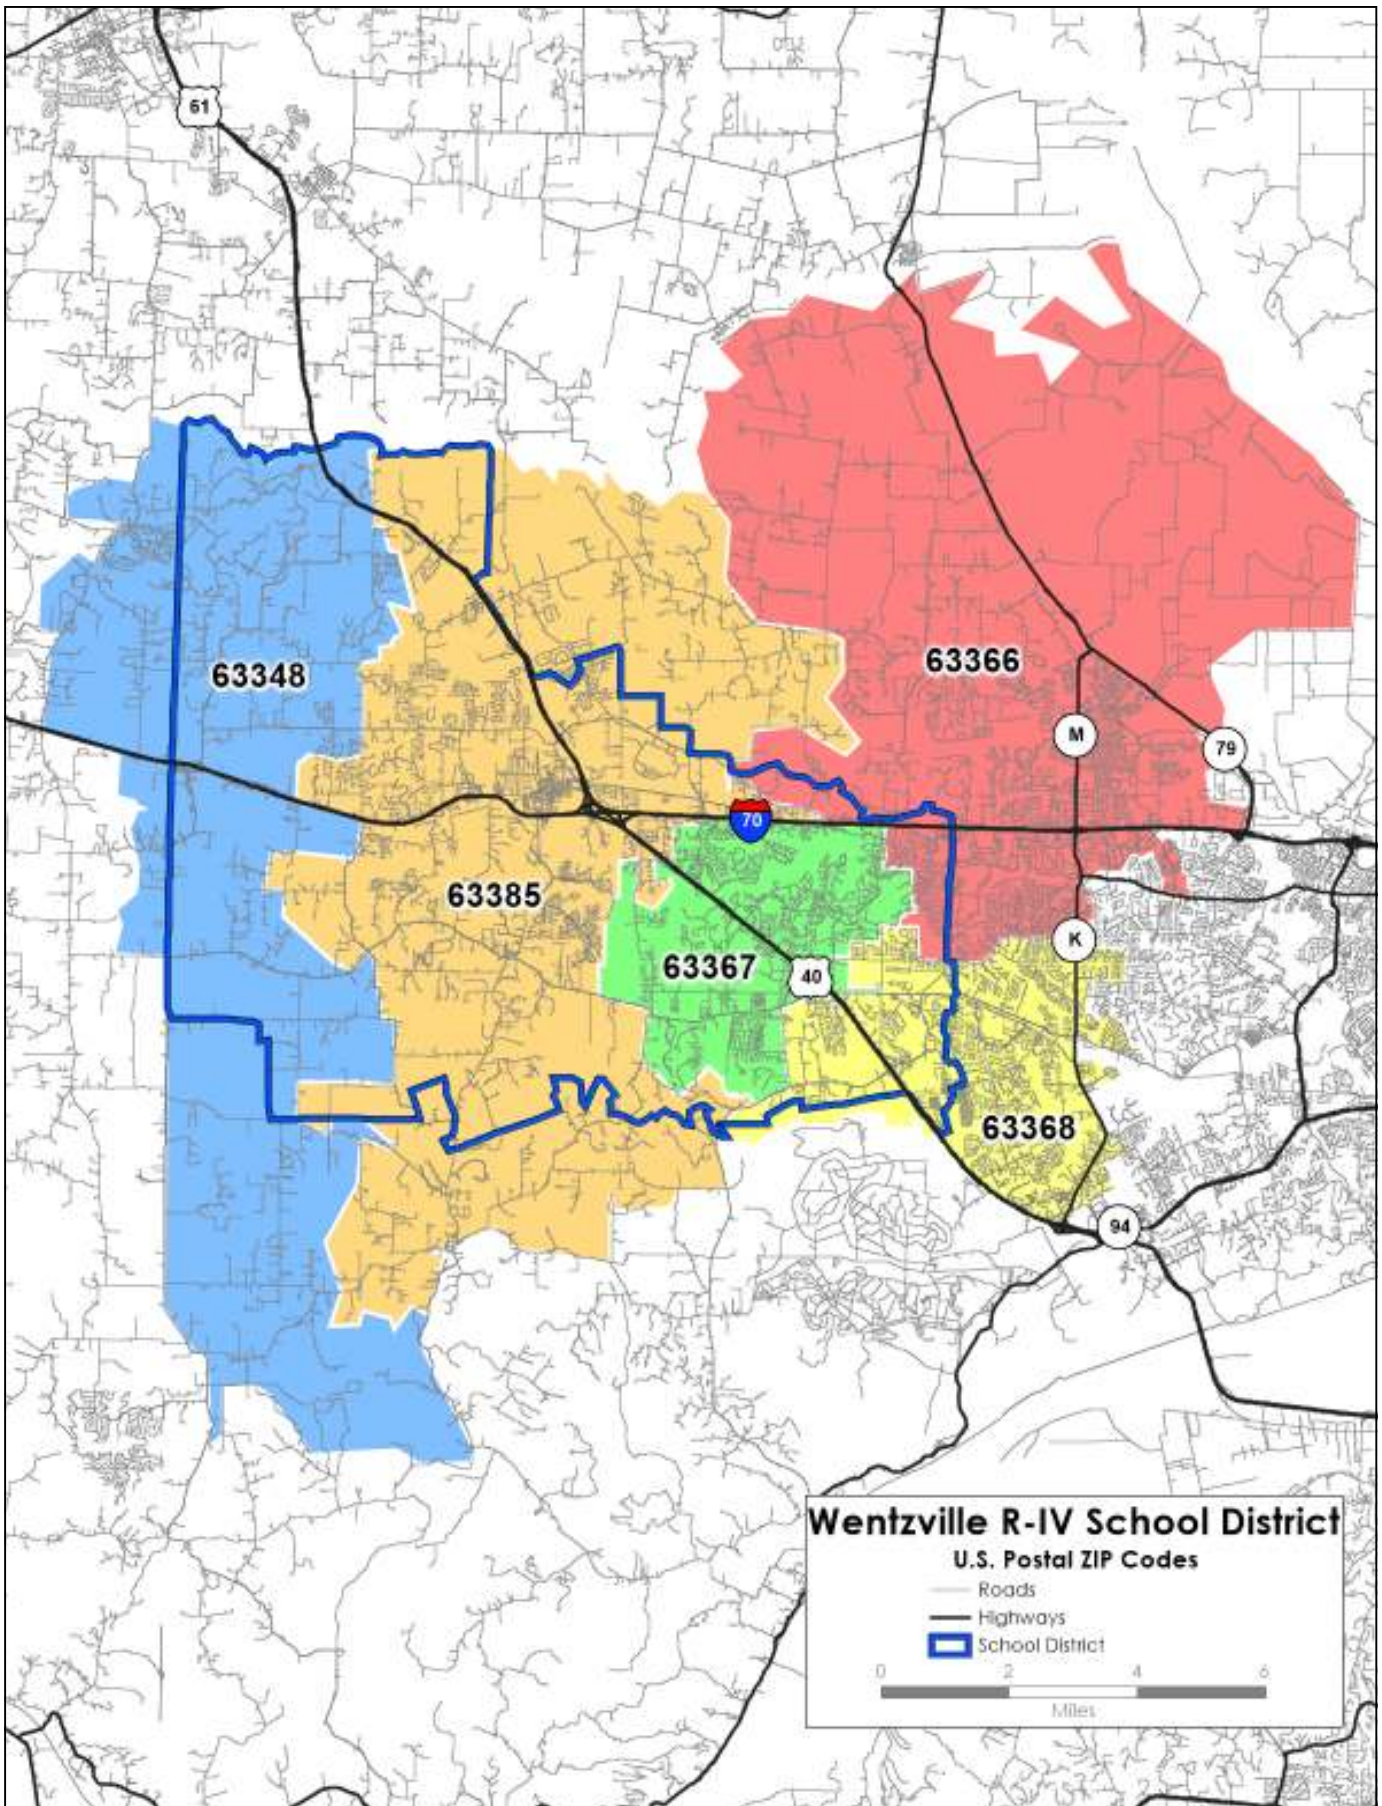 61
63348
63366
M
79
70
63385
K
63367
40
63368
94
Wentzville R-IV School District
U.S. Postal ZIP Codes
Roads
Highways
School District
0 2 4 6
Miles